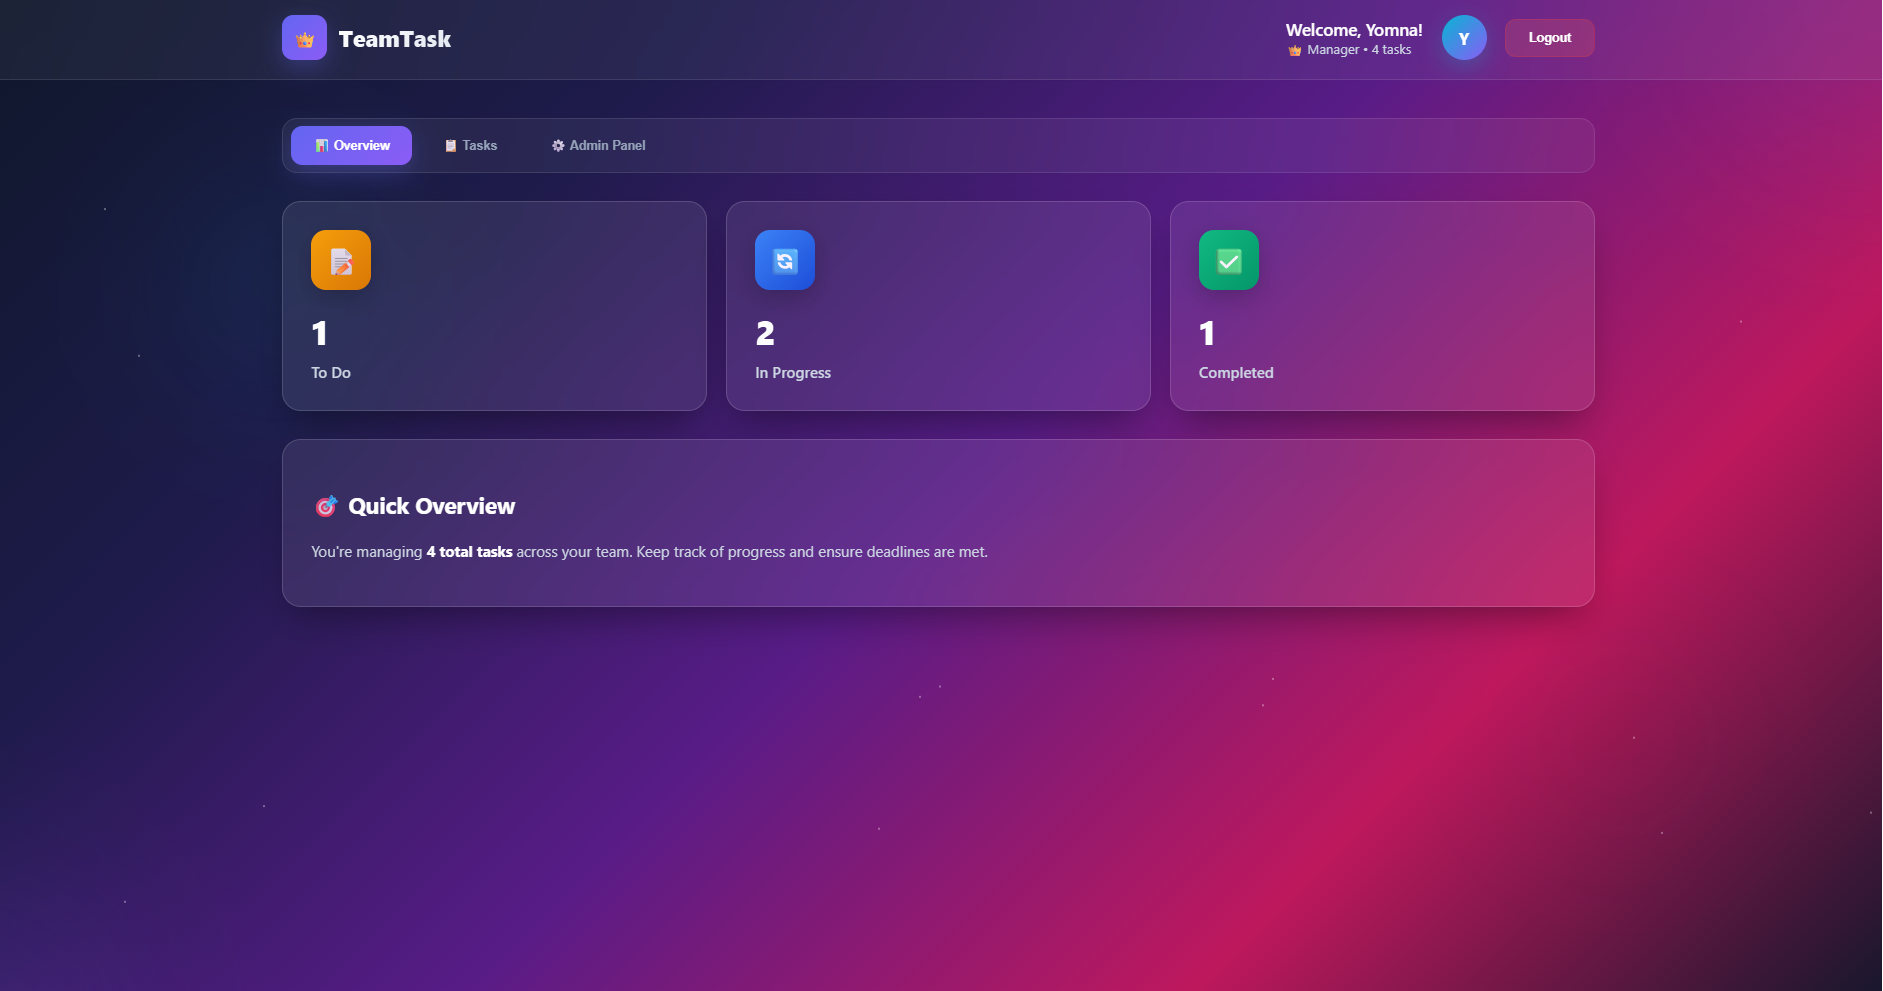 TeamTask
Welcome, Yomna!
Manager • 4 tasks
Y
Logout
Overview
Tasks
Admin Panel
1
To Do
2
In Progress
1
Completed
Quick Overview
You're managing 4 total tasks across your team. Keep track of progress and ensure deadlines are met.